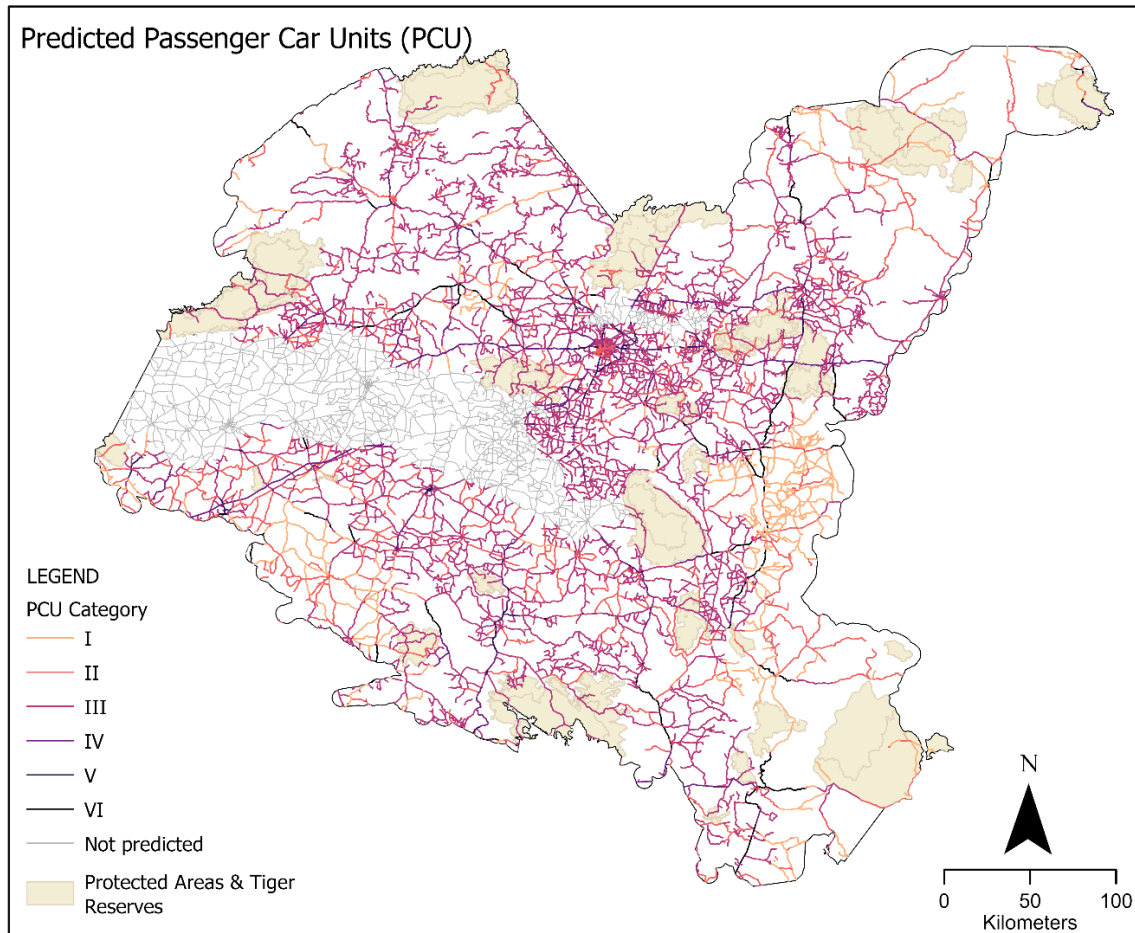 Predicted Passenger Car Units (PCU)
LEGEND
PCU Category
I
II
III
IV
V
VI
Not predicted
Protected Areas & Tiger
Reserves
N
0 50 100
Kilometers